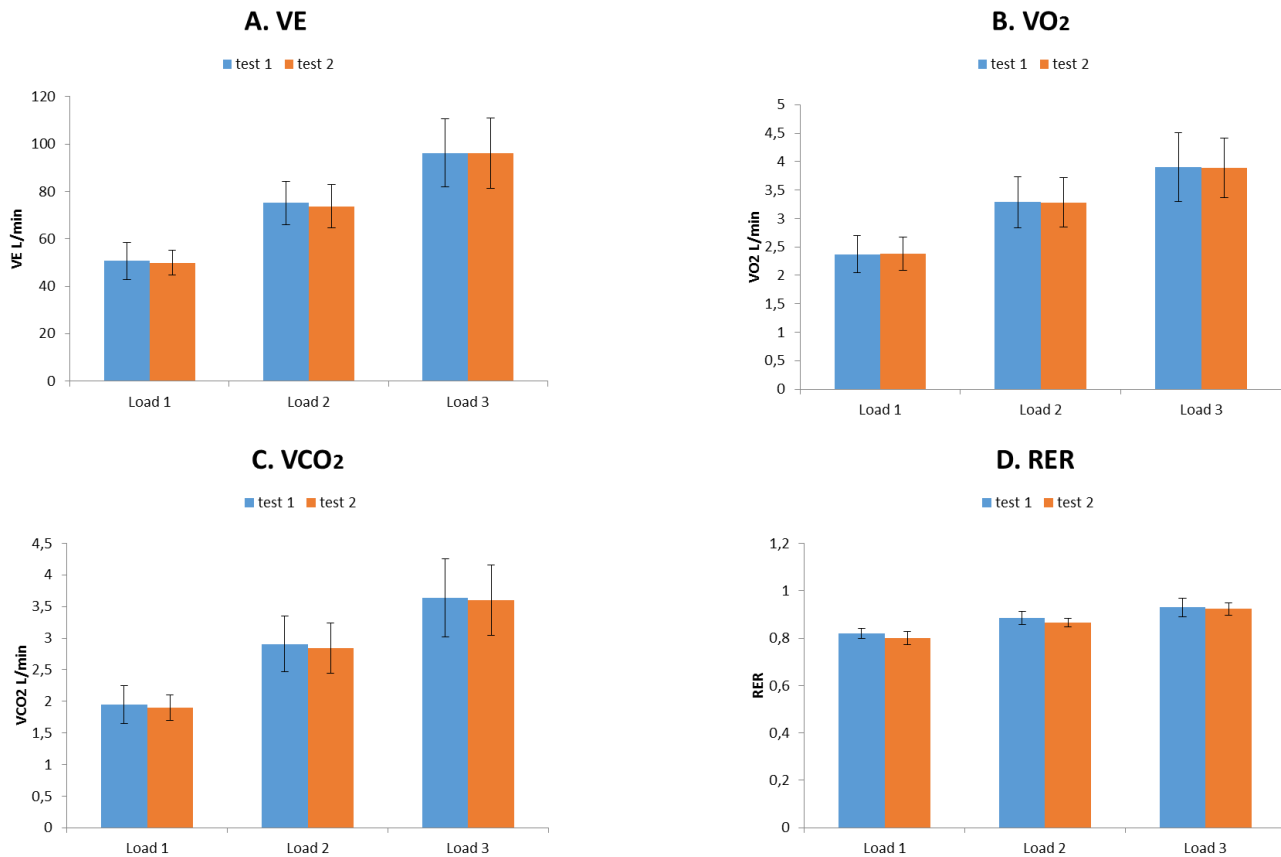 A. VE
test 1 test 2
120
100
80
60
40
20
0
VE L/min
Load 1 Load 2 Load 3
B. VO2
test 1 test 2
5
4,5
4
3,5
3
2,5
2
1,5
1
0,5
0
VO2 L/min
Load 1 Load 2 Load 3
C. VCO2
test 1 test 2
4,5
4
3,5
3
2,5
2
1,5
1
0,5
0
VCO2 L/min
Load 1 Load 2 Load 3
D. RER
test 1 test 2
1,2
1
0,8
0,6
0,4
0,2
0
RER
Load 1 Load 2 Load 3